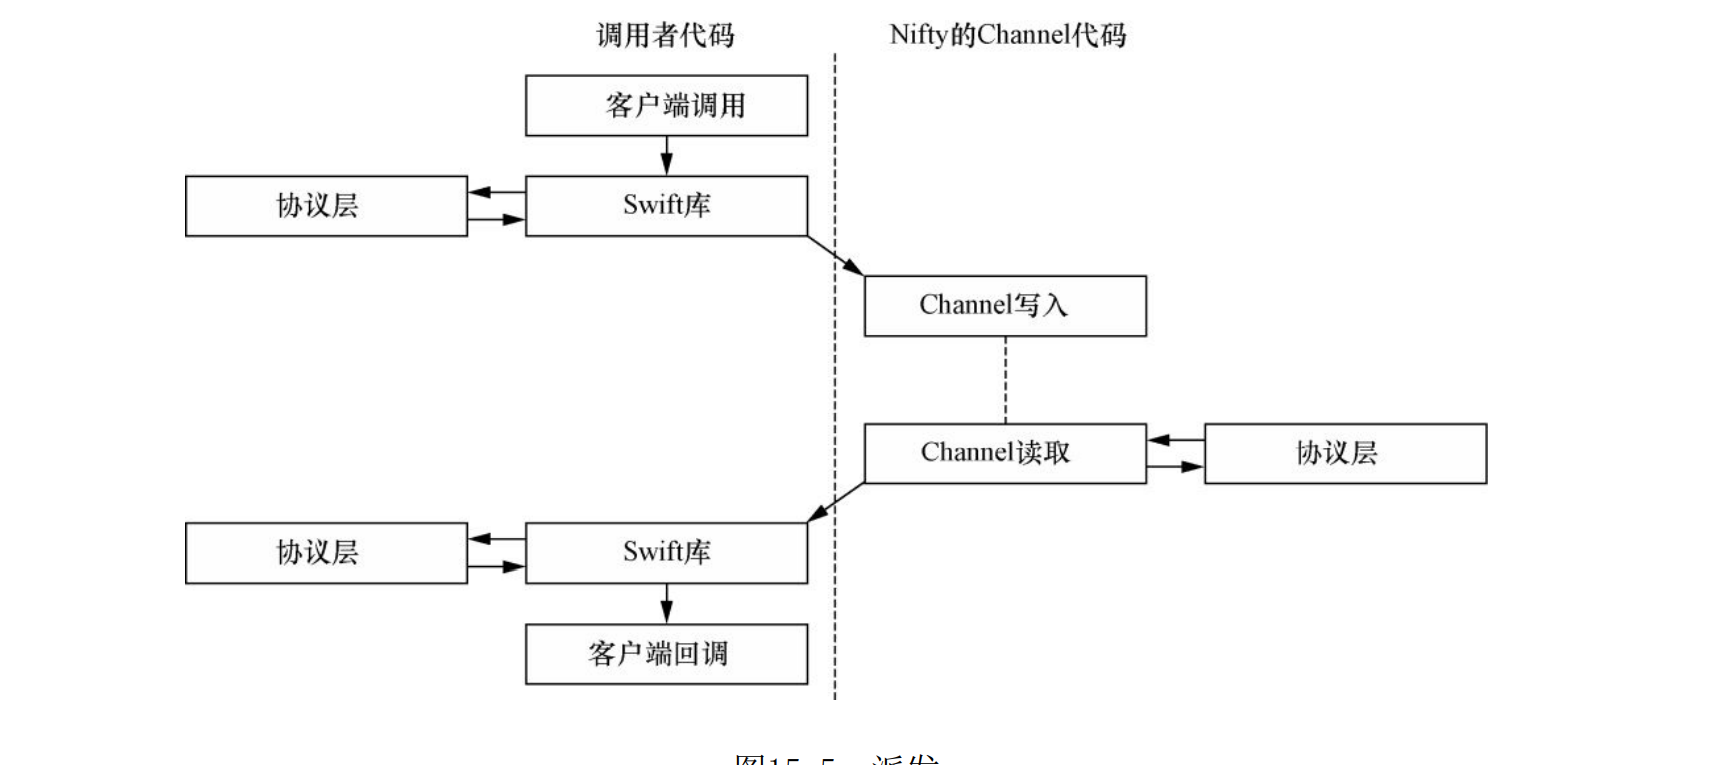 调用者代码
Nifty的Channel代码
客户端调用
协议层
Swift库
Channel写入
Channel读取
协议层
协议层
Swift库
客户端回调
图15-5 派发